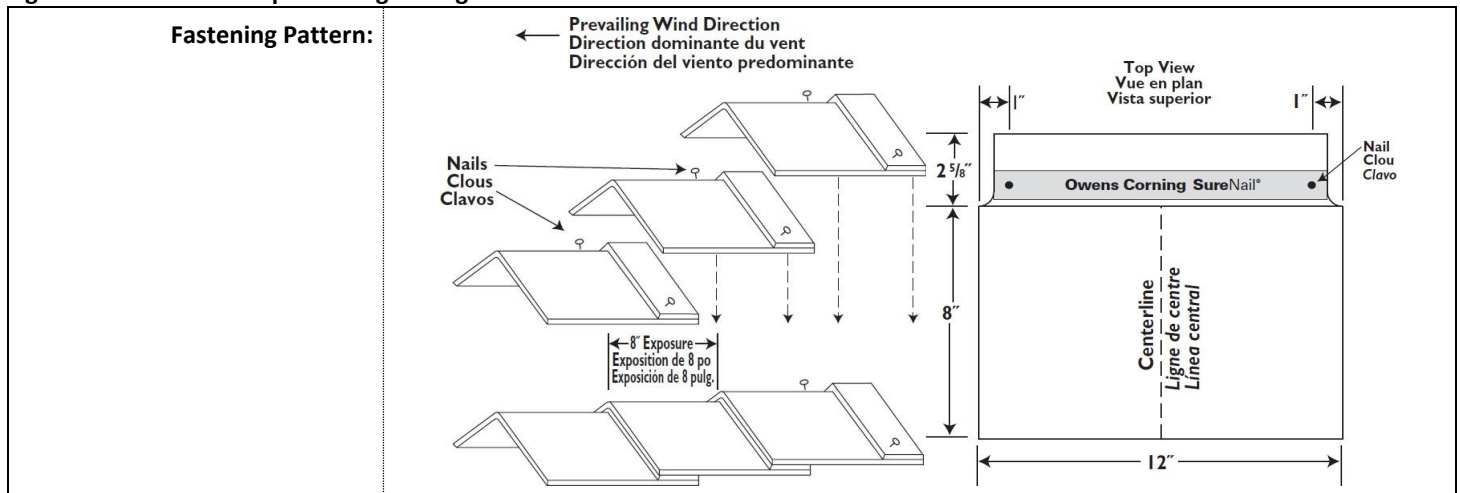 Fastening Pattern:
Prevailing Wind Direction
Direction dominante du vent
Dirección del viento predominante
Nails
Clous
Clavos
8" Exposure
Exposition de 8 po
Exposición de 8 pulg.
Top View
Vue en plan
Vista superior
1"
1"
2 5/8"
Nail
Clou
Clavo
Owens Corning SureNail®
8"
Centerline
Ligne de centre
Línea central
12"